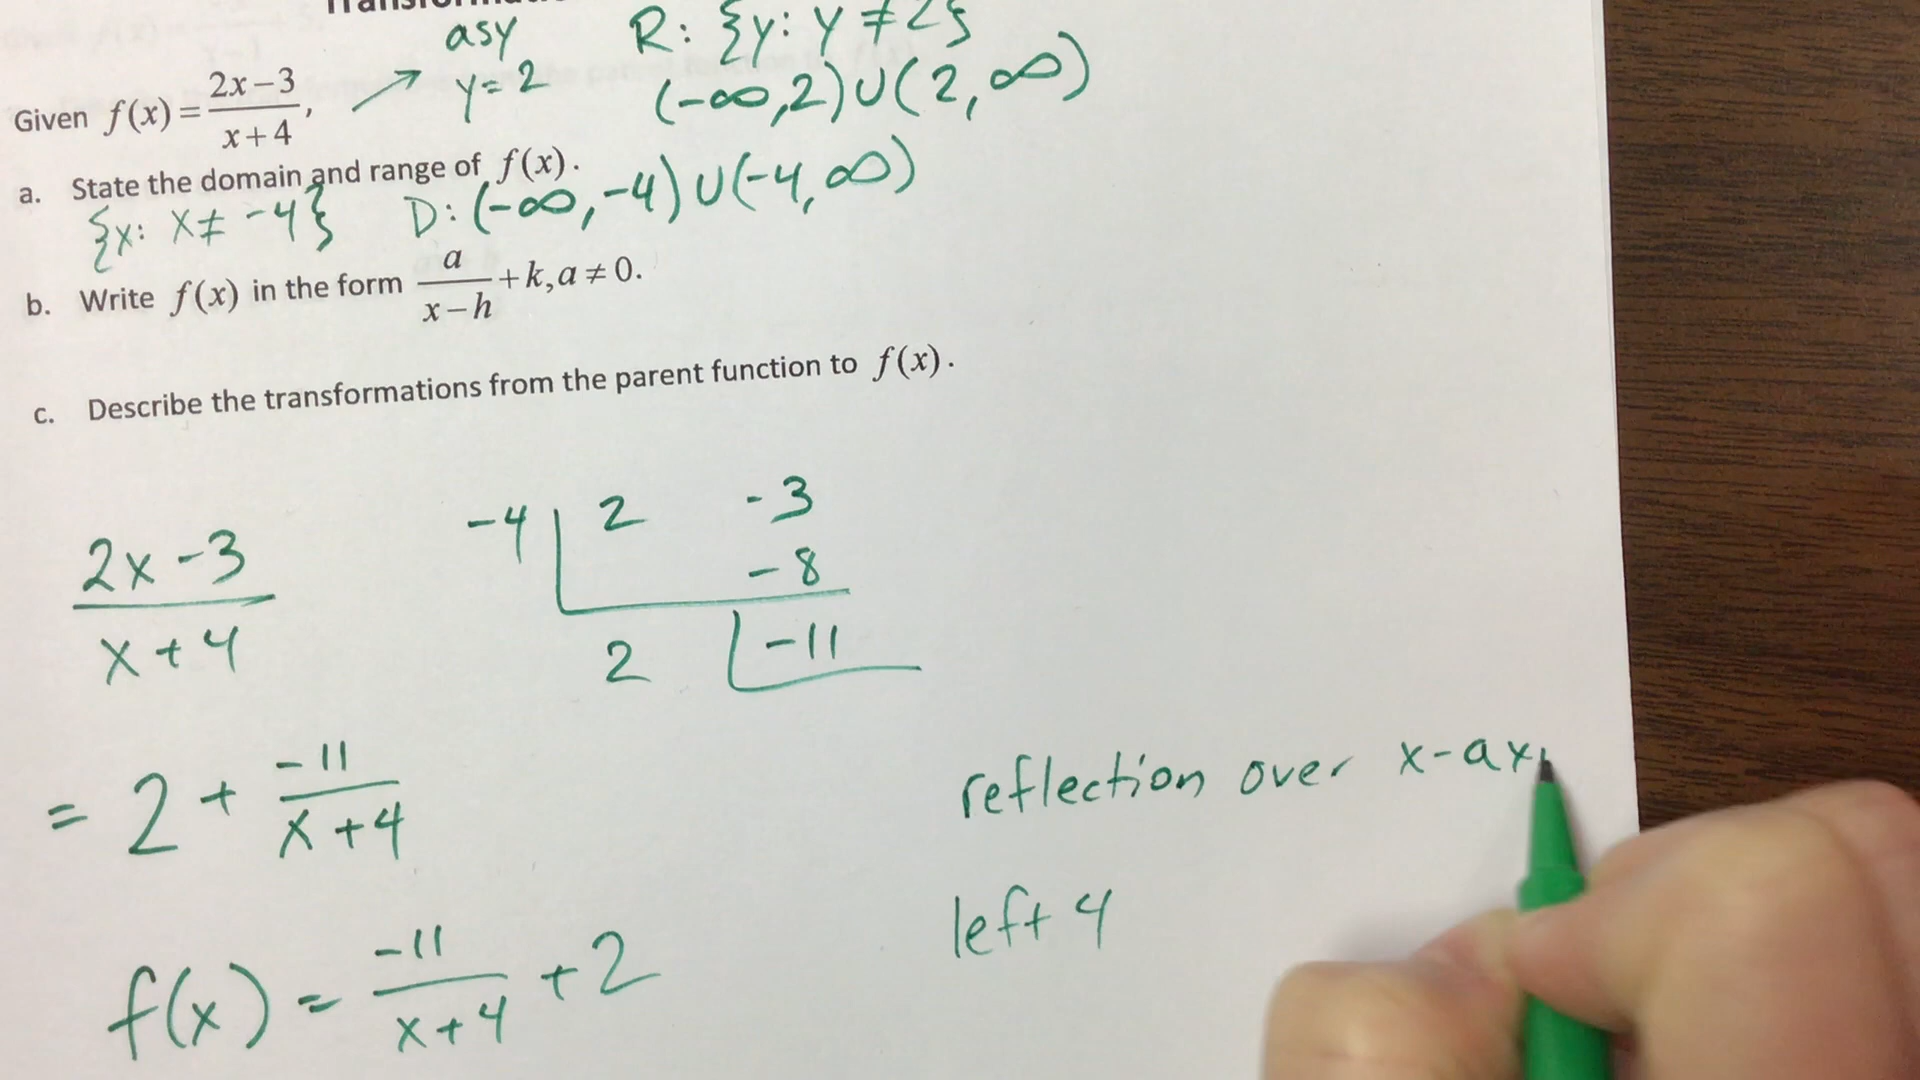 asy R: {y: y ≠ 2}
y=2 (-∞,2)∪(2,∞)
Given f(x) = (2x-3)/(x+4),
a. State the domain and range of f(x).
{x: x≠ -4} D: (-∞,-4)∪(-4,∞)
b. Write f(x) in the form a/(x-h) + k, a ≠ 0.
c. Describe the transformations from the parent function to f(x).
-4 2 -3
2x-3 -8
x+4 2 -11
= 2 + -11/(x+4)
reflection over x-ax
left 4
f(x) = -11/(x+4) + 2